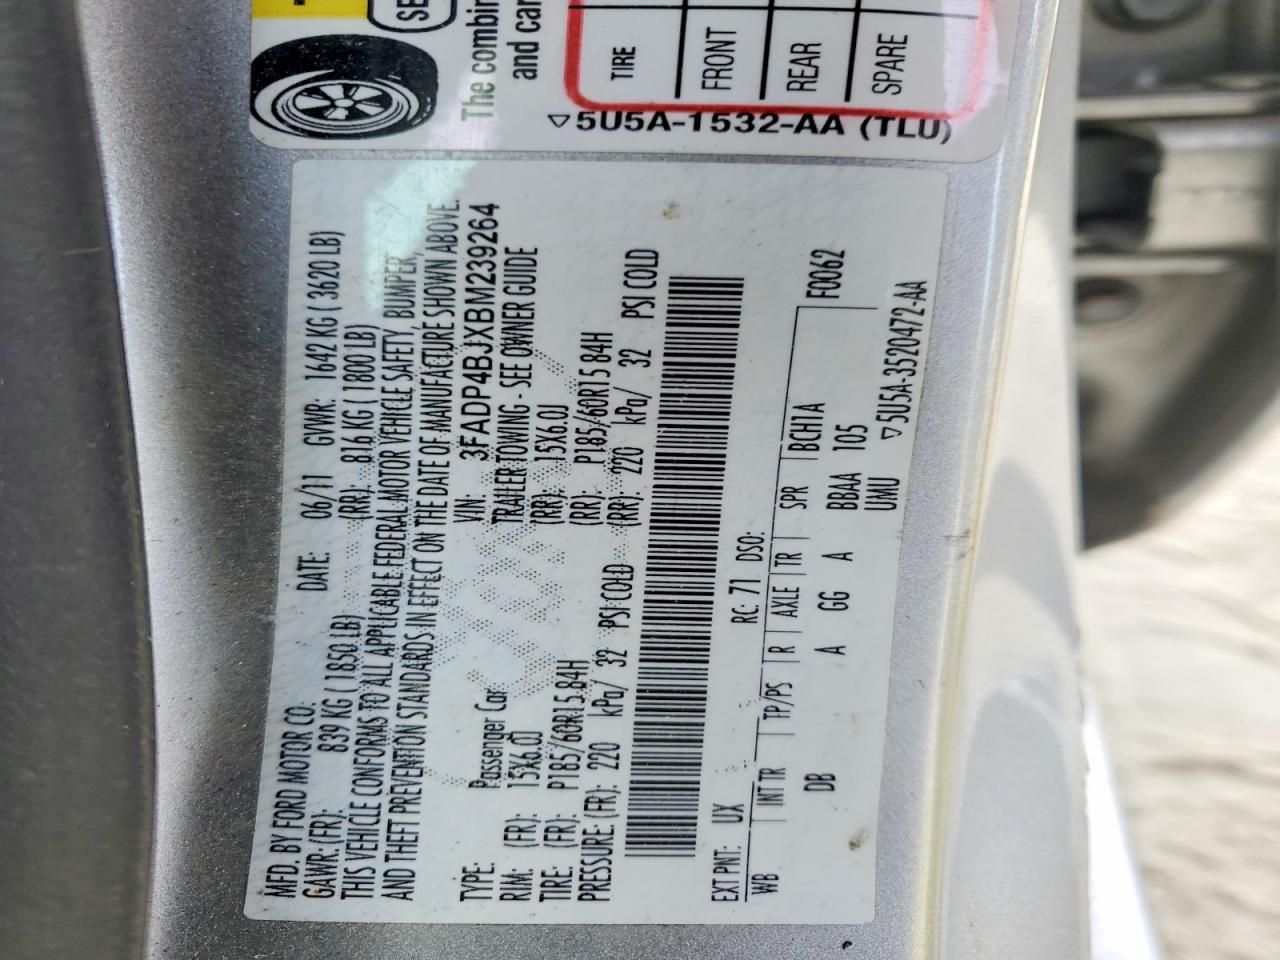 MFD. BY FORD MOTOR CO.
DATE: 06/11 GVWR: 1642 KG ( 3620 LB)
GAWR: (FR): 839 KG ( 1850 LB) (RR): 816 KG ( 1800 LB)
THIS VEHICLE CONFORMS TO ALL APPLICABLE FEDERAL MOTOR VEHICLE SAFETY, BUMPER,
AND THEFT PREVENTION STANDARDS IN EFFECT ON THE DATE OF MANUFACTURE SHOWN ABOVE.
VIN: 3FADP4BJXBM239264
TYPE: Passenger Car TRAILER TOWING - SEE OWNER GUIDE
RIM: (FR): 15X6.0J (RR): 15X6.0J
TIRE: (FR): P185/60R15 84H (RR): P185/60R15 84H
PRESSURE: (FR): 220 kPa/ 32 PSI COLD (RR): 220 kPa/ 32 PSI COLD
EXT PNT: UX RC: 71 DSO:
WB INT TR TP/PS R AXLE TR SPR BCH1A F0062
DB A GG A BBAA 105
UMU
▽5U5A-3520472-AA
SE
The combin
and car
TIRE
FRONT
REAR
SPARE
▽5U5A-1532-AA (TLU)